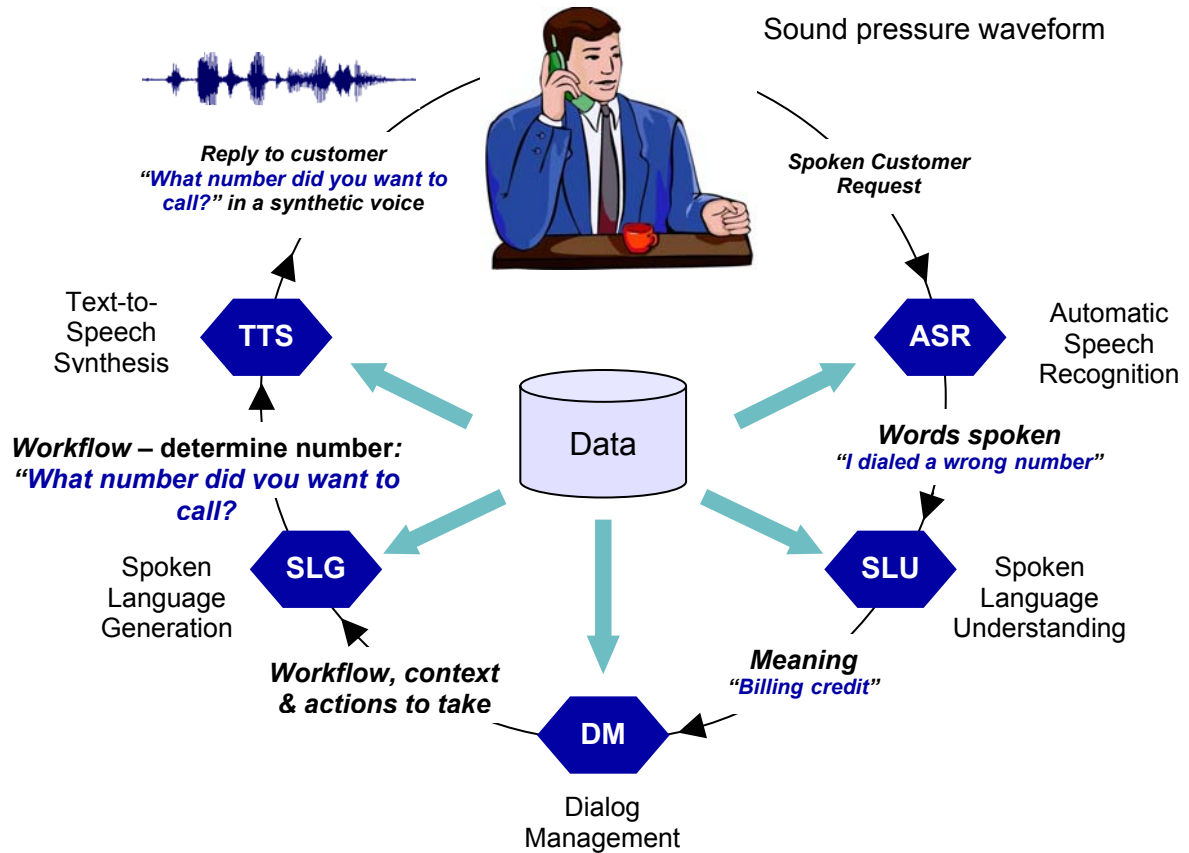 Sound pressure waveform
Reply to customer
“What number did you want to
call?” in a synthetic voice
Spoken Customer
Request
Text-to-
Speech
Synthesis
TTS
ASR
Automatic
Speech
Recognition
Data
Workflow – determine number:
“What number did you want to
call?
Words spoken
“I dialed a wrong number”
Spoken
Language
Generation
SLG
SLU
Spoken
Language
Understanding
Workflow, context
& actions to take
Meaning
“Billing credit”
DM
Dialog
Management